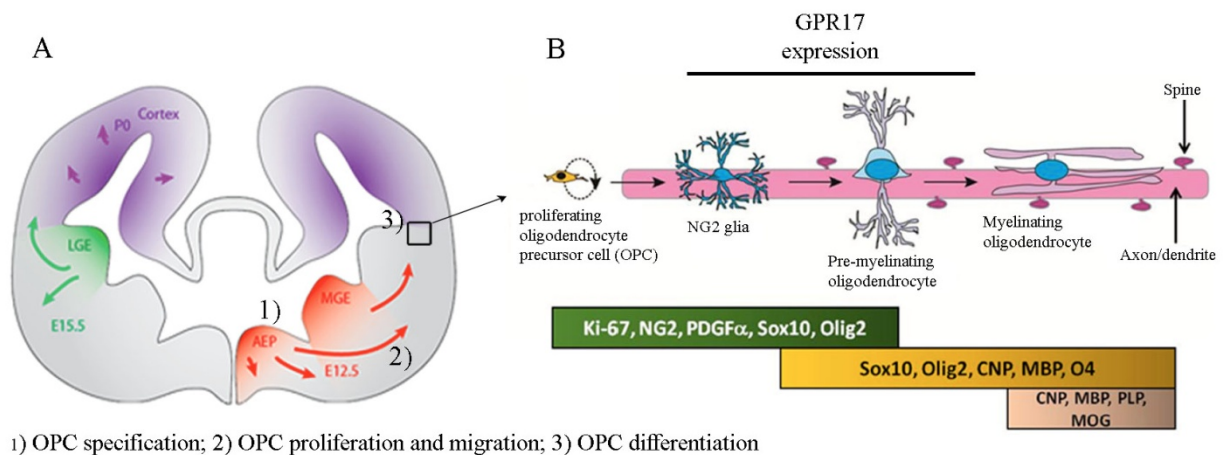 A
P0
Cortex
LGE
E15.5
1)
AEP
MGE
E12.5
2)
3)
B
GPR17
expression
Spine
proliferating
oligodendrocyte
precursor cell (OPC)
NG2 glia
Pre-myelinating
oligodendrocyte
Myelinating
oligodendrocyte
Axon/dendrite
Ki-67, NG2, PDGFα, Sox10, Olig2
Sox10, Olig2, CNP, MBP, O4
CNP, MBP, PLP,
MOG
1) OPC specification; 2) OPC proliferation and migration; 3) OPC differentiation